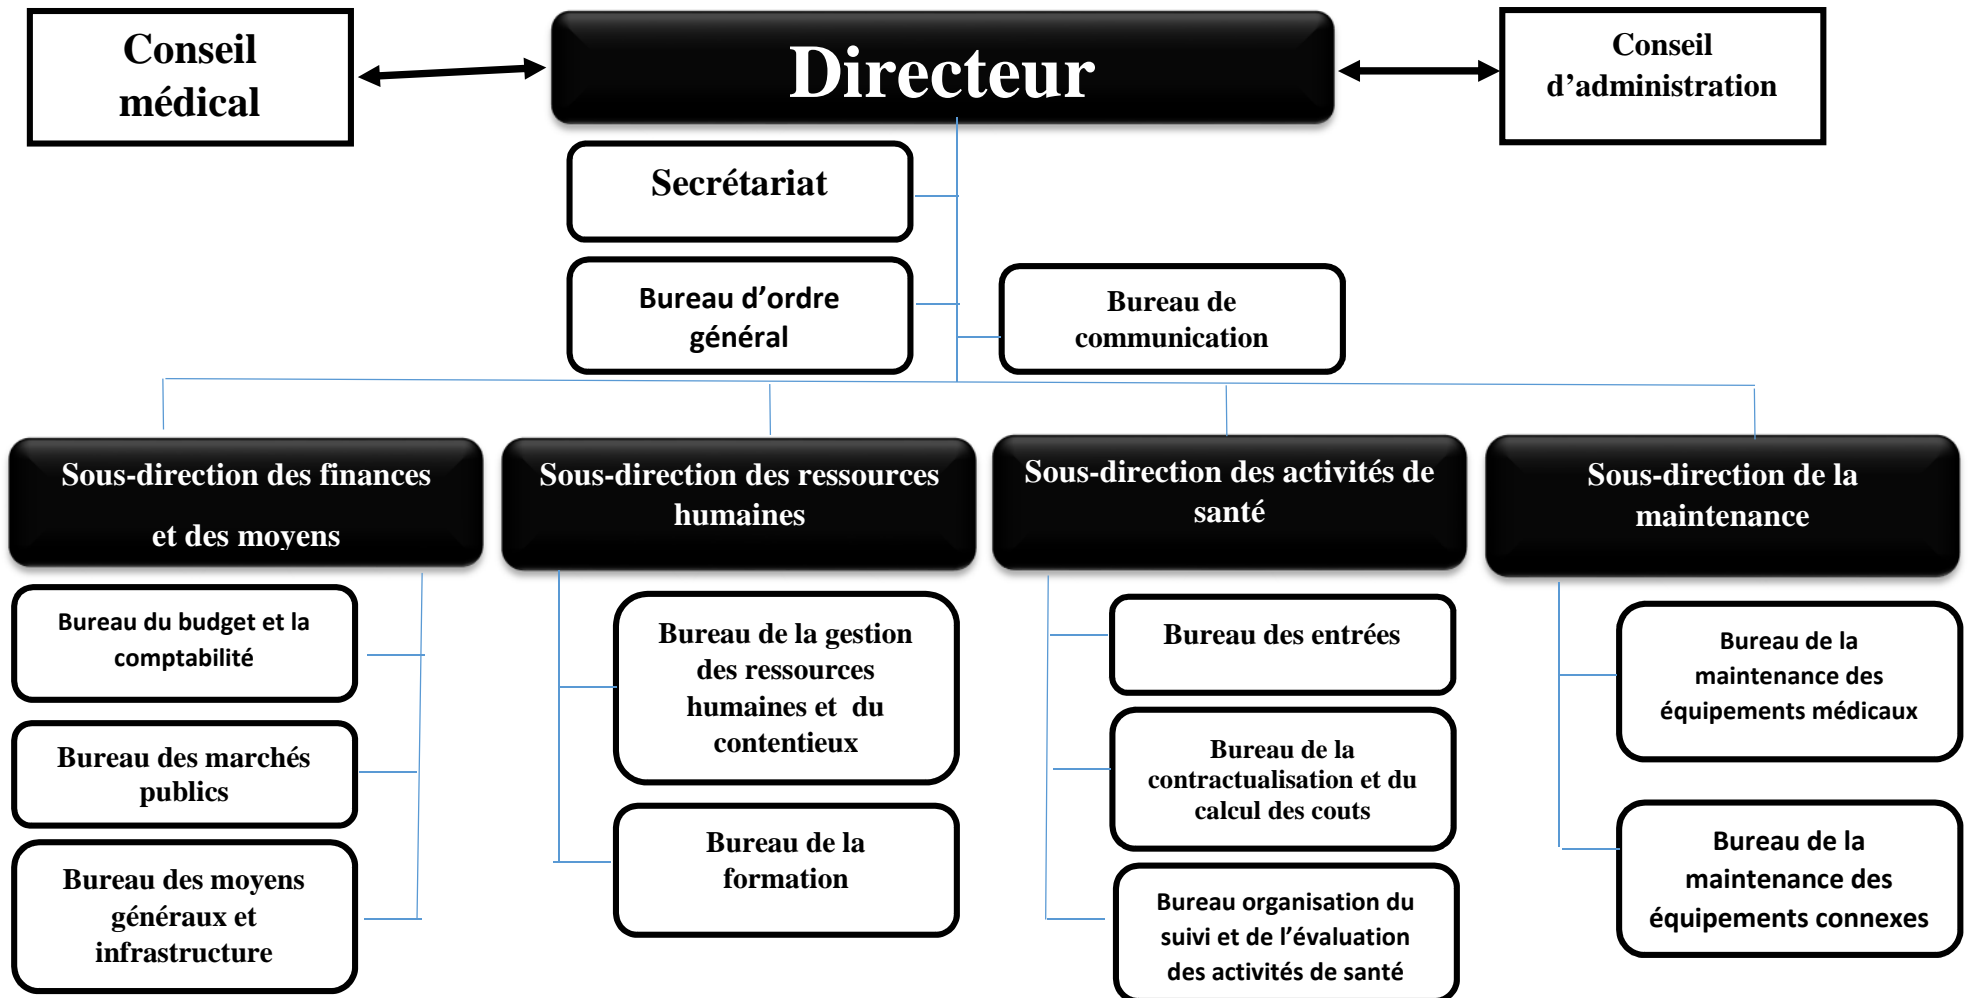 Conseil
médical
Directeur
Conseil
d’administration
Secrétariat
Bureau d’ordre
général
Bureau de
communication
Sous-direction des finances
et des moyens
Sous-direction des ressources
humaines
Sous-direction des activités de
santé
Sous-direction de la
maintenance
Bureau du budget et la
comptabilité
Bureau des marchés
publics
Bureau des moyens
généraux et
infrastructure
Bureau de la gestion
des ressources
humaines et  du
contentieux
Bureau de la
formation
Bureau des entrées
Bureau de la
contractualisation et du
calcul des couts
Bureau organisation du
suivi et de l’évaluation
des activités de santé
Bureau de la
maintenance des
équipements médicaux
Bureau de la
maintenance des
équipements connexes